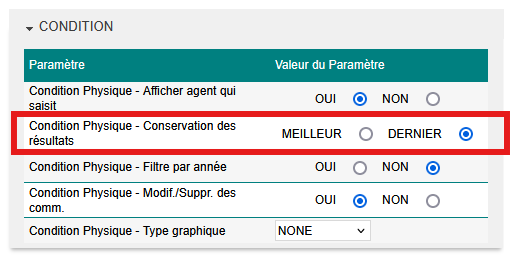 CONDITION
Paramètre Valeur du Paramètre
Condition Physique - Afficher agent qui
saisit
OUI NON
Condition Physique - Conservation des
résultats
MEILLEUR DERNIER
Condition Physique - Filtre par année OUI NON
Condition Physique - Modif./Suppr. des
comm.
OUI NON
Condition Physique - Type graphique NONE